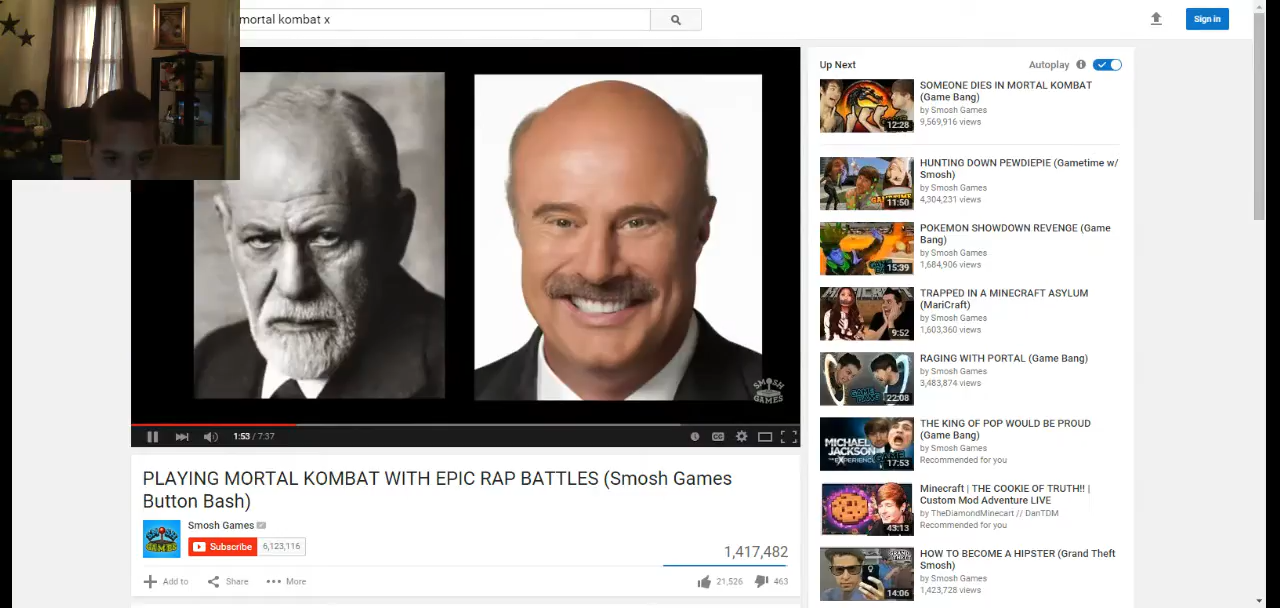 mortal kombat x
Sign in
SMOSH
GAMES
1:53 / 7:37
CC
PLAYING MORTAL KOMBAT WITH EPIC RAP BATTLES (Smosh Games
Button Bash)
GAMES
Smosh Games
Subscribe 6,123,116
1,417,482
Add to Share More
21,526 463
Up Next Autoplay
SOMEONE DIES IN MORTAL KOMBAT
(Game Bang)
by Smosh Games
9,569,916 views
12:28
HUNTING DOWN PEWDIEPIE (Gametime w/
Smosh)
by Smosh Games
4,304,231 views
11:50
POKEMON SHOWDOWN REVENGE (Game
Bang)
by Smosh Games
1,684,906 views
15:39
TRAPPED IN A MINECRAFT ASYLUM
(MariCraft)
by Smosh Games
1,603,360 views
9:52
RAGING WITH PORTAL (Game Bang)
by Smosh Games
3,483,874 views
22:08
THE KING OF POP WOULD BE PROUD
(Game Bang)
by Smosh Games
Recommended for you
MICHAEL
JACKSON
THE EXPERIENCE
17:53
Minecraft | THE COOKIE OF TRUTH!! |
Custom Mod Adventure LIVE
by TheDiamondMinecart // DanTDM
Recommended for you
43:13
HOW TO BECOME A HIPSTER (Grand Theft
Smosh)
by Smosh Games
1,423,728 views
14:06